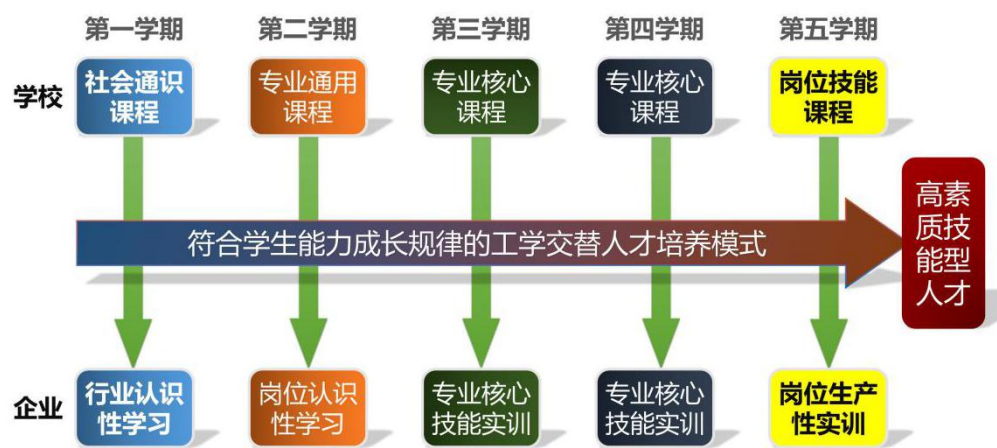 第一学期
第二学期
第三学期
第四学期
第五学期
学校
社会通识
课程
专业通用
课程
专业核心
课程
专业核心
课程
岗位技能
课程
符合学生能力成长规律的工学交替人才培养模式
高素
质技
能型
人才
企业
行业认识
性学习
岗位认识
性学习
专业核心
技能实训
专业核心
技能实训
岗位生产
性实训